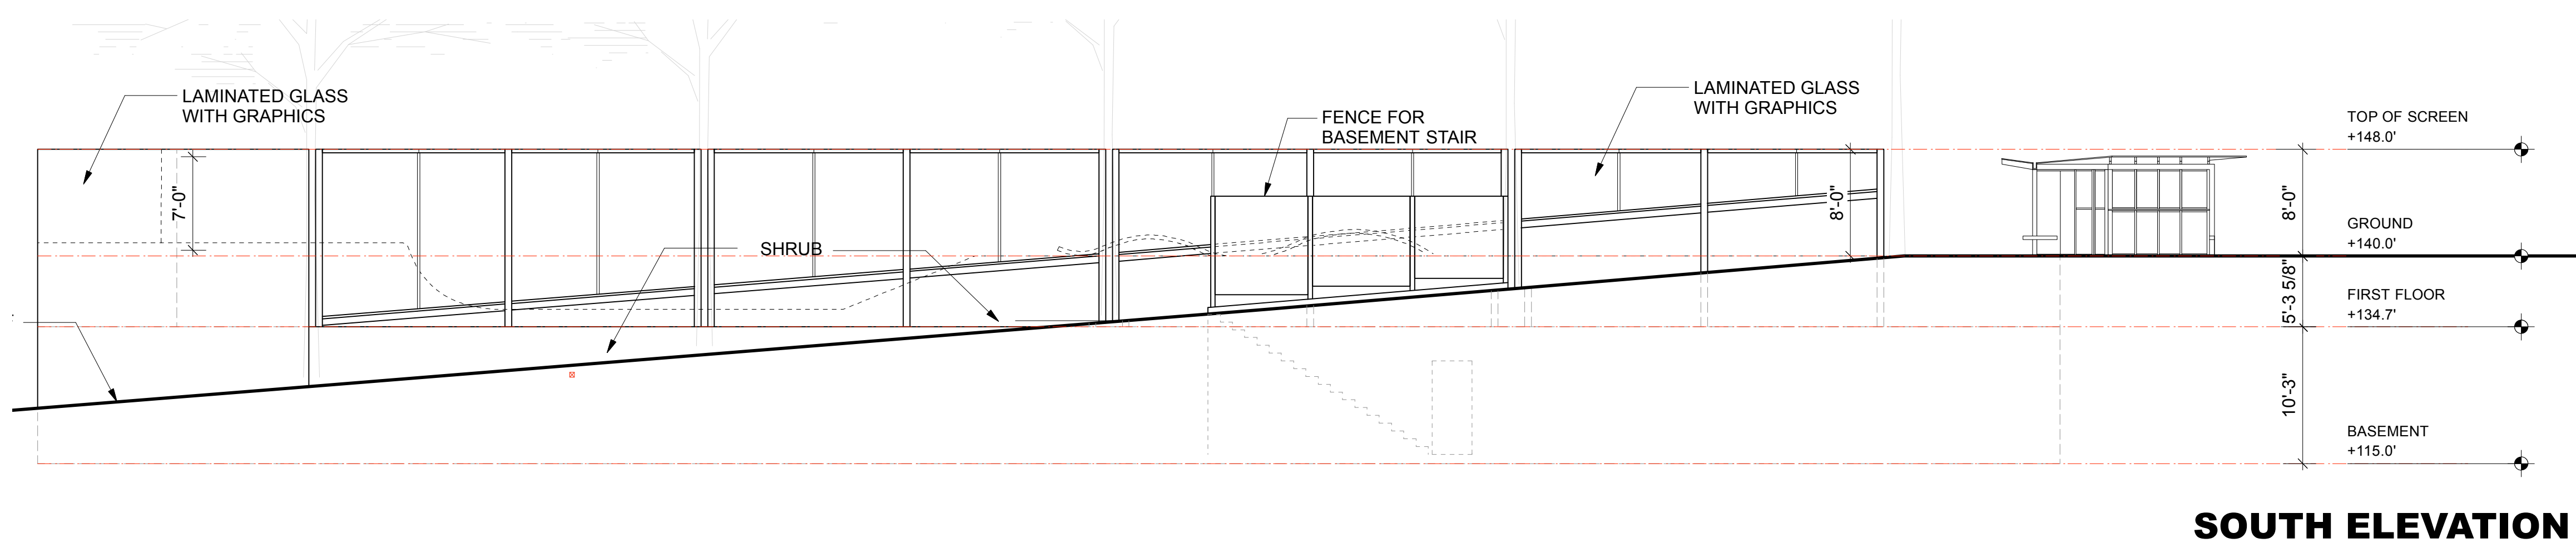 LAMINATED GLASS
WITH GRAPHICS
LAMINATED GLASS
WITH GRAPHICS
FENCE FOR
BASEMENT STAIR
TOP OF SCREEN
+148.0'
7'-0"
8'-0"
8'-0"
SHRUB
GROUND
+140.0'
5'-3 5/8"
FIRST FLOOR
+134.7'
10'-3"
BASEMENT
+115.0'
SOUTH ELEVATION